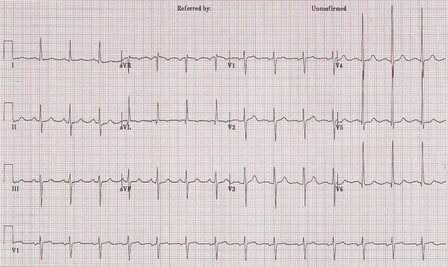 Referred by: Unconfirmed
I aVR V1 V4
II aVL V2 V5
III aVF V3 V6
V1